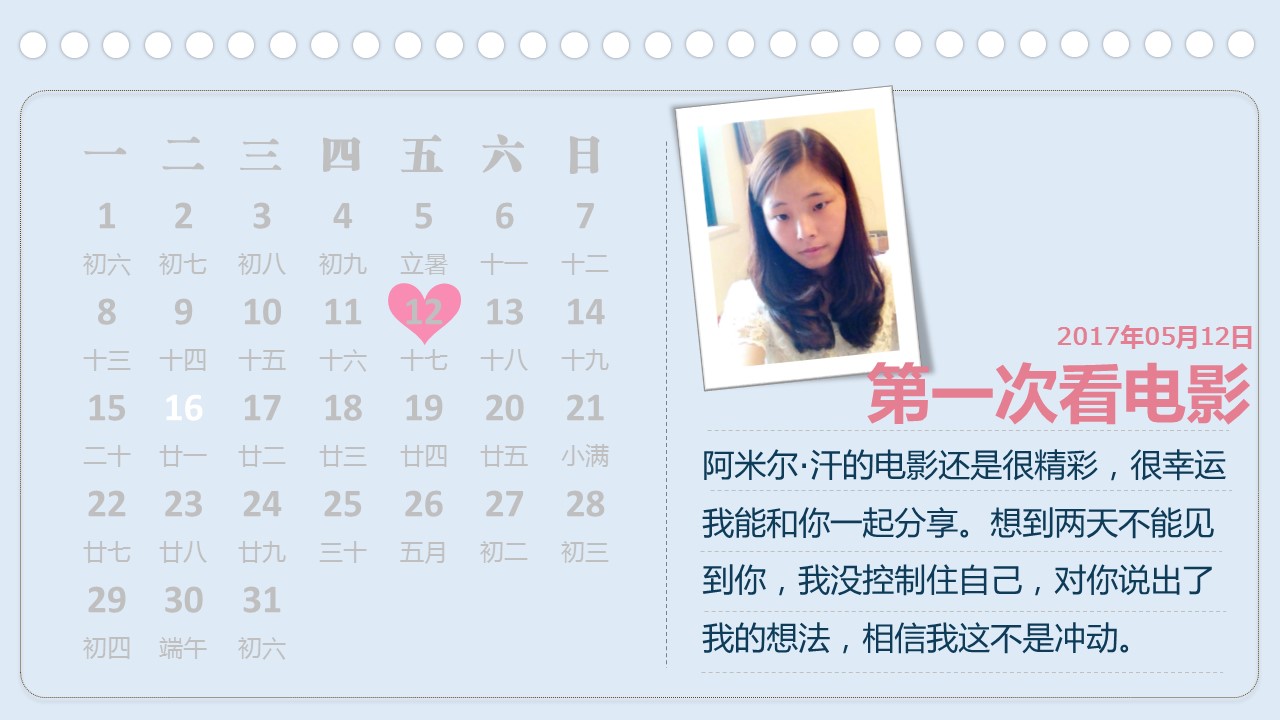 一 二 三 四 五 六 日
1 2 3 4 5 6 7
初六 初七 初八 初九 立暑 十一 十二
8 9 10 11 12 13 14
十三 十四 十五 十六 十七 十八 十九
15 16 17 18 19 20 21
二十 廿一 廿二 廿三 廿四 廿五 小满
22 23 24 25 26 27 28
廿七 廿八 廿九 三十 五月 初二 初三
29 30 31
初四 端午 初六
2017年05月12日
第一次看电影
阿米尔·汗的电影还是很精彩，很幸运
我能和你一起分享。想到两天不能见
到你，我没控制住自己，对你说出了
我的想法，相信我这不是冲动。